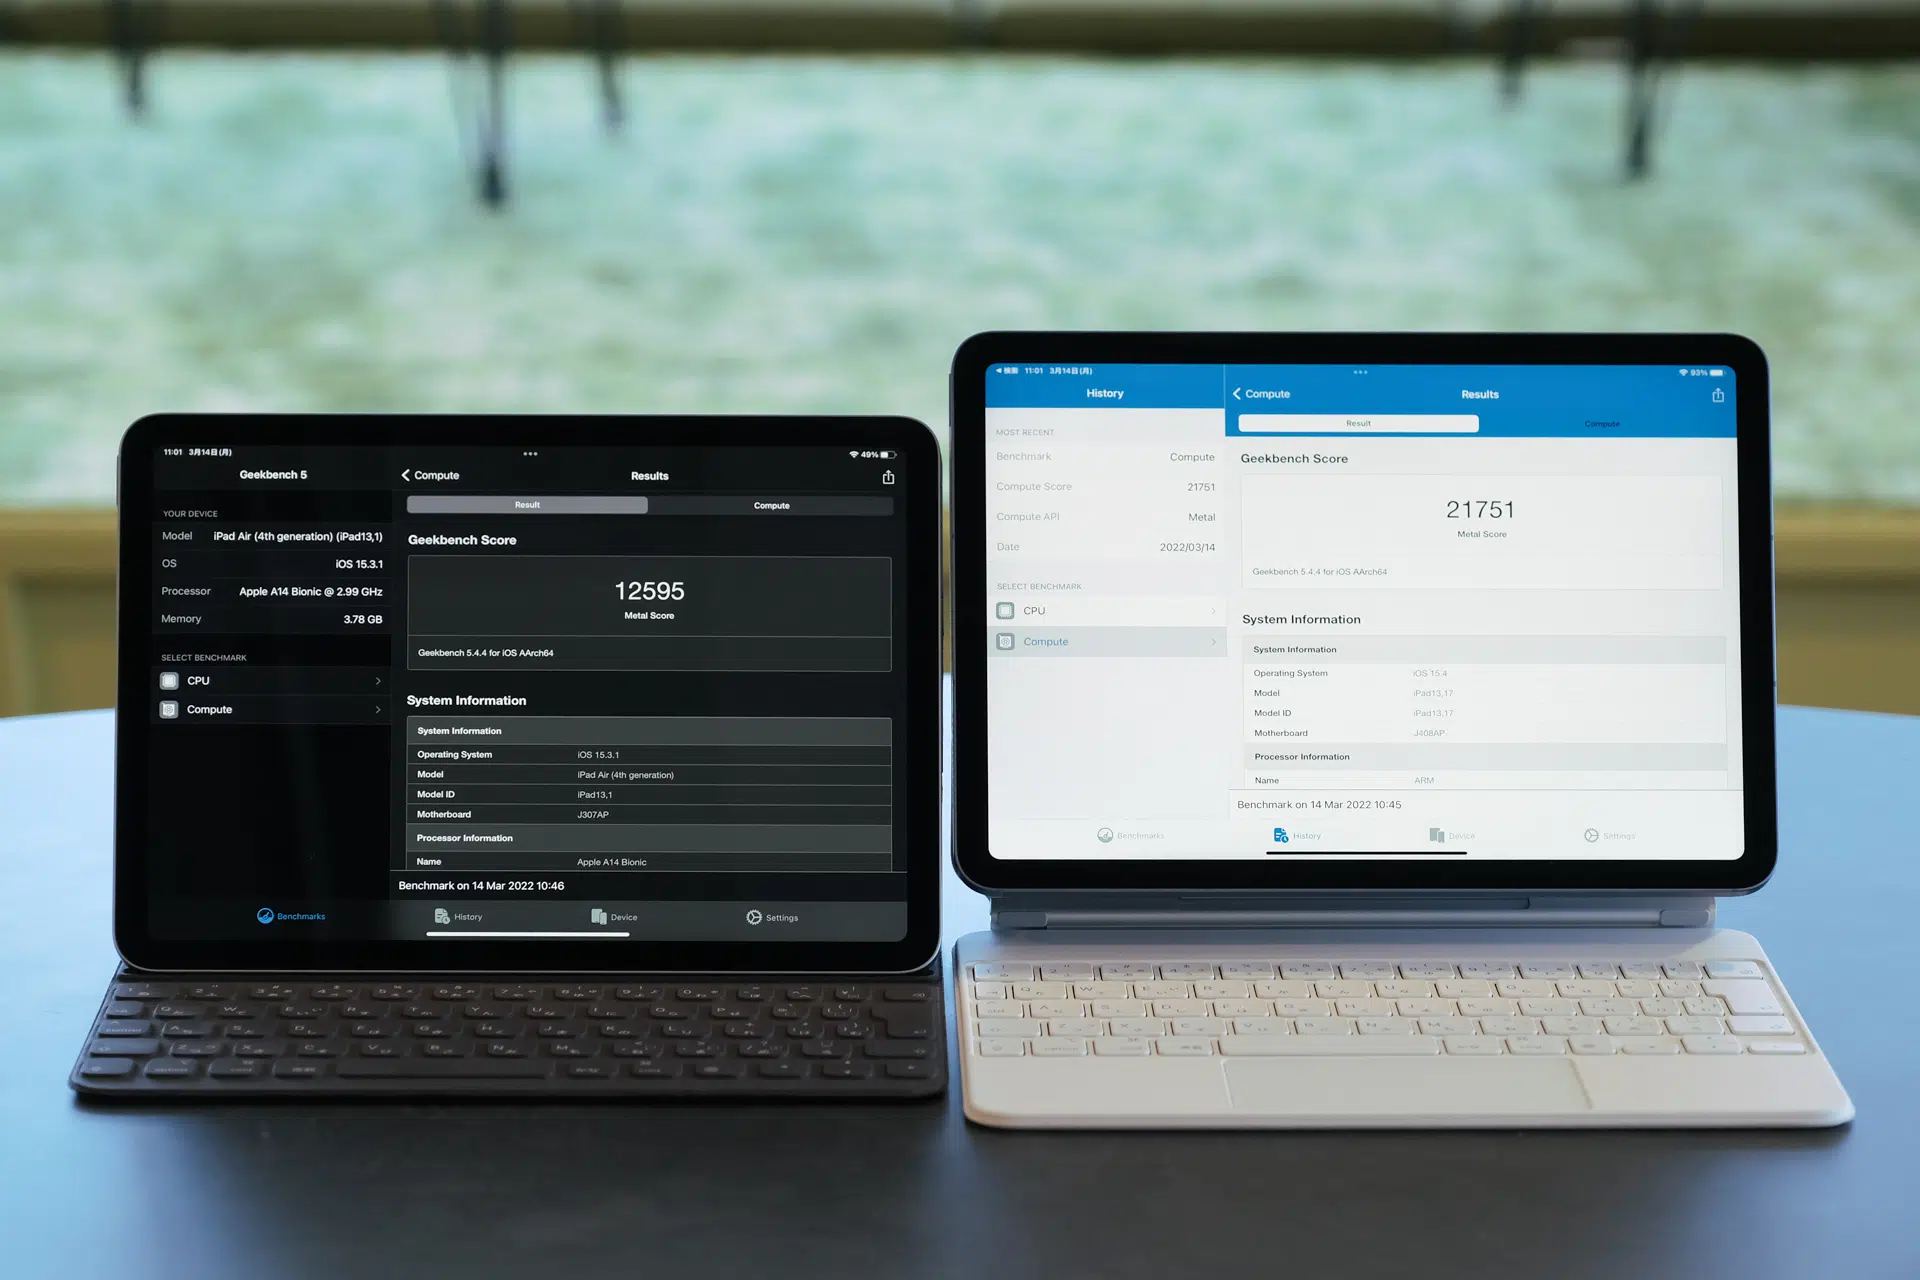 11:01 3月14日(月)
49%
Geekbench 5
Compute
Results
Result
Compute
YOUR DEVICE
Model iPad Air (4th generation) (iPad13,1)
OS iOS 15.3.1
Processor Apple A14 Bionic @ 2.99 GHz
Memory 3.78 GB
SELECT BENCHMARK
CPU
Compute
Geekbench Score
12595
Metal Score
Geekbench 5.4.4 for iOS AArch64
System Information
System Information
Operating System iOS 15.3.1
Model iPad Air (4th generation)
Model ID iPad13,1
Motherboard J307AP
Processor Information
Name Apple A14 Bionic
Benchmark on 14 Mar 2022 10:46
Benchmarks
History
Device
Settings
11:01 3月14日(月)
93%
History
Compute
Results
Result
Compute
MOST RECENT
Benchmark Compute
Compute Score 21751
Compute API Metal
Date 2022/03/14
SELECT BENCHMARK
CPU
Compute
Geekbench Score
21751
Metal Score
Geekbench 5.4.4 for iOS AArch64
System Information
System Information
Operating System iOS 15.4
Model iPad13,17
Model ID iPad13,17
Motherboard J408AP
Processor Information
Name ARM
Benchmark on 14 Mar 2022 10:45
Benchmarks
History
Device
Settings